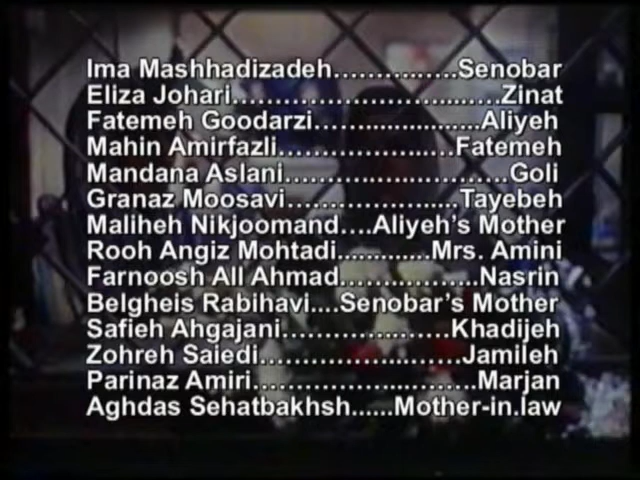 Ima Mashhadizadeh..............Senobar
Eliza Johari..............................Zinat
Fatemeh Goodarzi....................Aliyeh
Mahin Amirfazli.....................Fatemeh
Mandana Aslani...........................Goli
Granaz Moosavi.....................Tayebeh
Maliheh Nikjoomand....Aliyeh's Mother
Rooh Angiz Mohtadi............Mrs. Amini
Farnoosh All Ahmad.................Nasrin
Belgheis Rabihavi....Senobar's Mother
Safieh Ahgajani.....................Khadijeh
Zohreh Saiedi.........................Jamileh
Parinaz Amiri...........................Marjan
Aghdas Sehatbakhsh......Mother-in.law